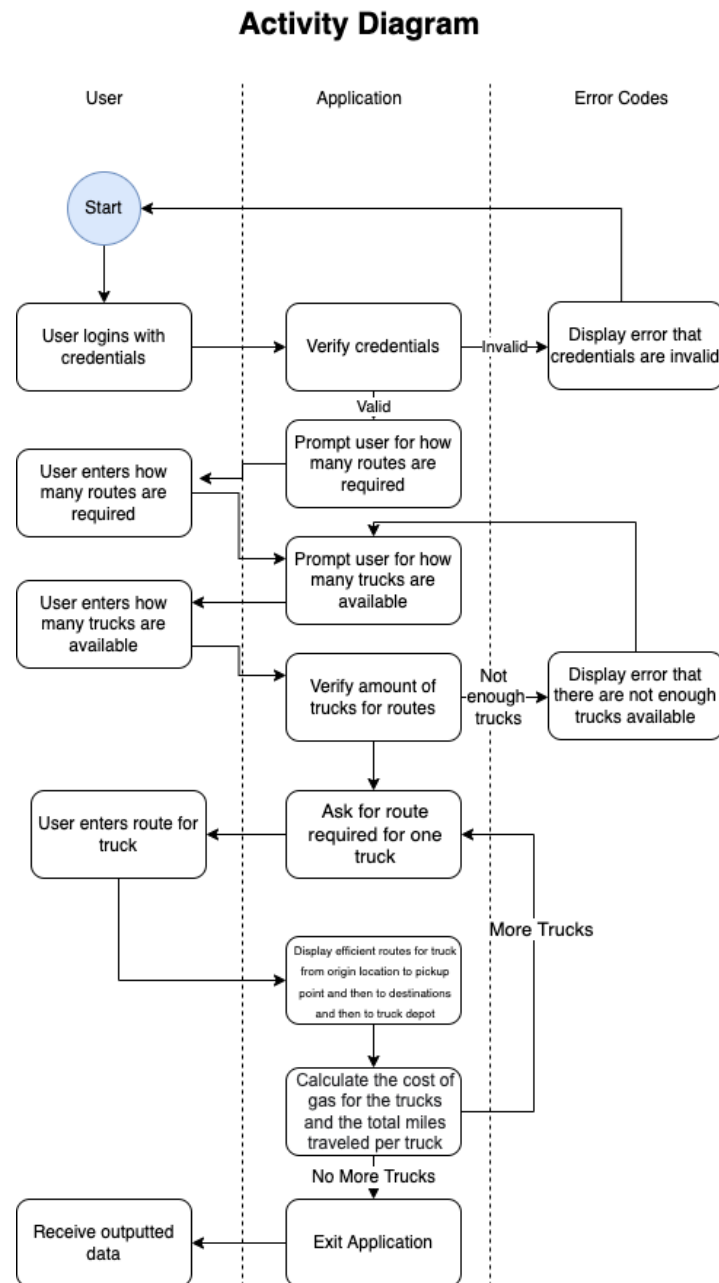 Activity Diagram
User
Application
Error Codes
Start
User logins with
credentials
Verify credentials
Invalid
Display error that
credentials are invalid
Valid
Prompt user for how
many routes are
required
User enters how
many routes are
required
Prompt user for how
many trucks are
available
User enters how
many trucks are
available
Verify amount of
trucks for routes
Not
enough
trucks
Display error that
there are not enough
trucks available
Ask for route
required for one
truck
User enters route for
truck
More Trucks
Display efficient routes for truck
from origin location to pickup
point and then to destinations
and then to truck depot
Calculate the cost of
gas for the trucks
and the total miles
traveled per truck
No More Trucks
Exit Application
Receive outputted
data